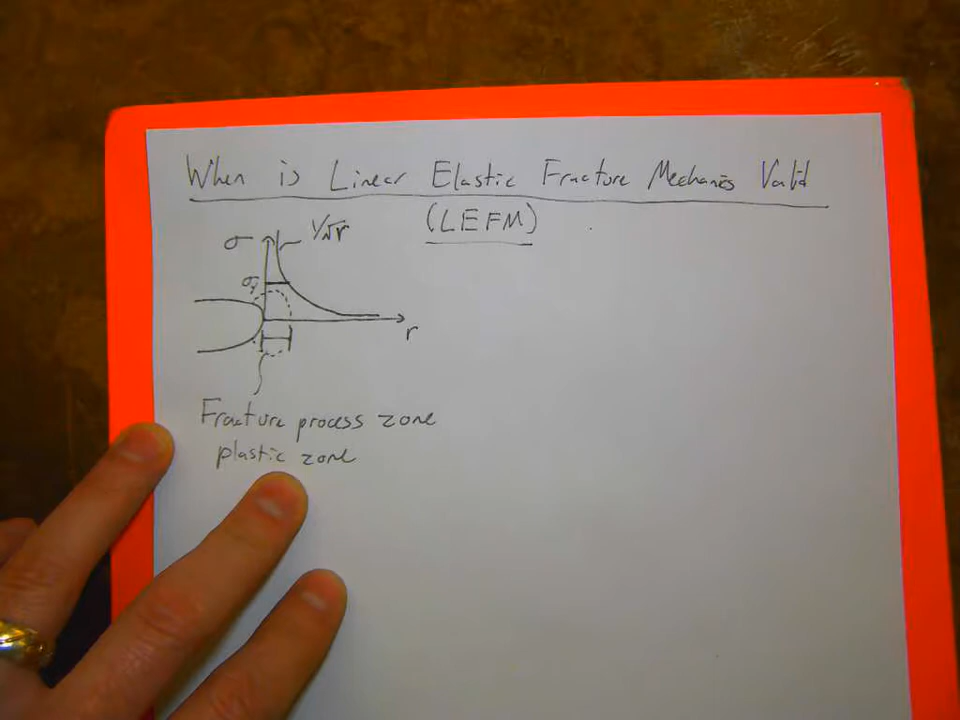 When is Linear Elastic Fracture Mechanics Valid
(LEFM)
σ 1/√r
σy
r
Fracture process zone
plastic zone